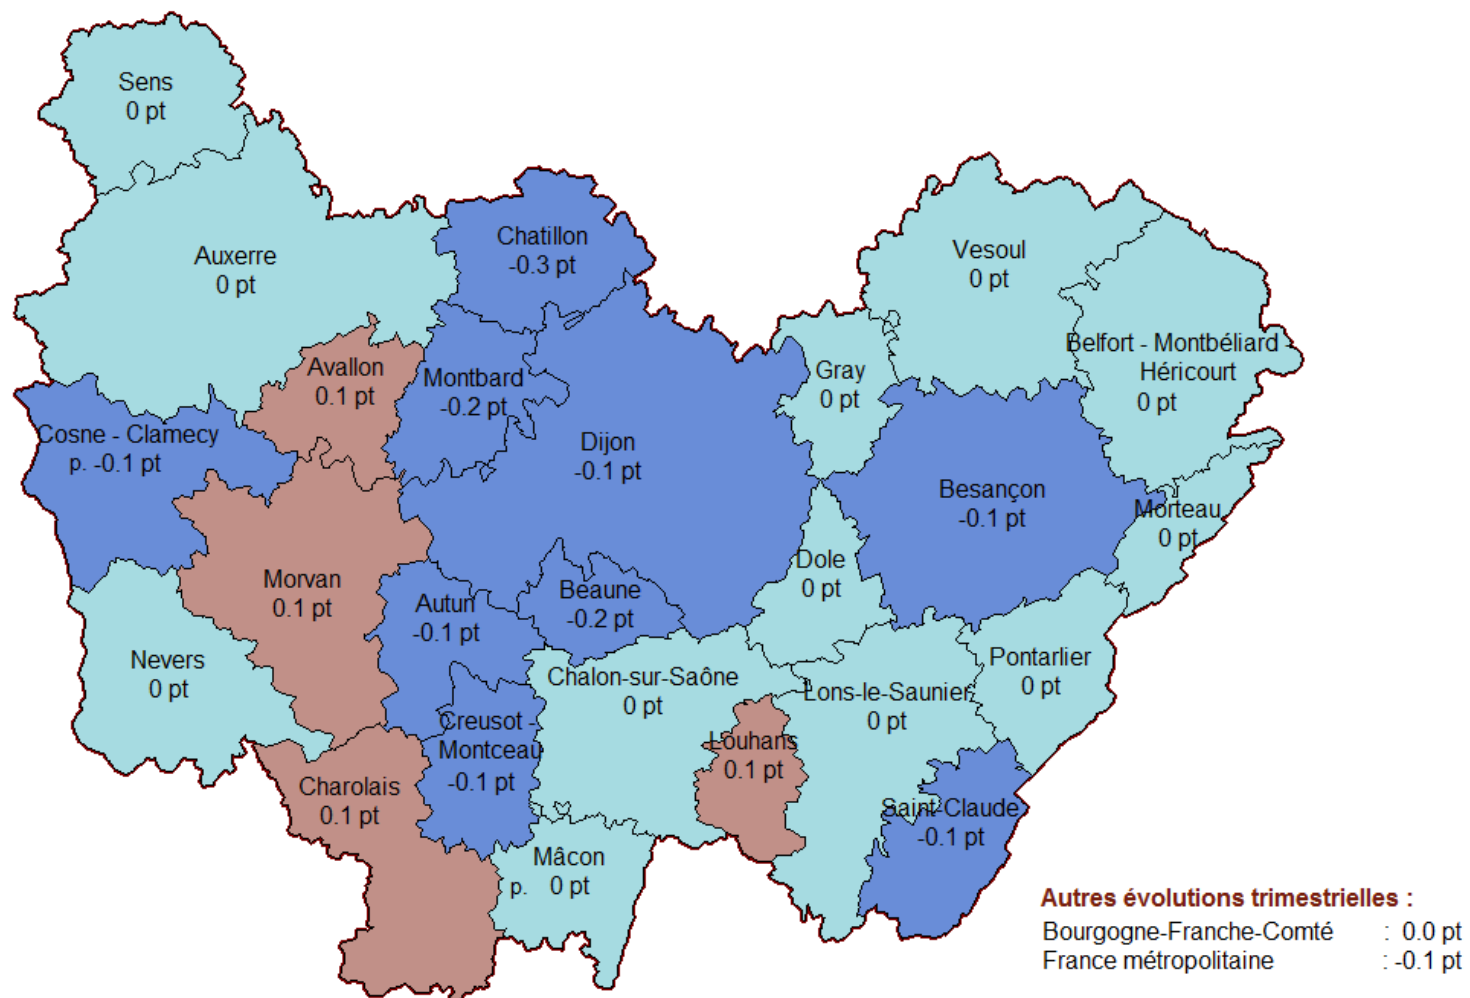 Sens
0 pt
Auxerre
0 pt
Chatillon
-0.3 pt
Vesoul
0 pt
Belfort - Montbéliard -
Héricourt
0 pt
Avallon
0.1 pt
Montbard
-0.2 pt
Gray
0 pt
Cosne - Clamecy
p. -0.1 pt
Dijon
-0.1 pt
Besançon
-0.1 pt
Morteau
0 pt
Morvan
0.1 pt
Autun
-0.1 pt
Beaune
-0.2 pt
Dole
0 pt
Nevers
0 pt
Chalon-sur-Saône
0 pt
Lons-le-Saunier
0 pt
Pontarlier
0 pt
Creusot -
Montceau
-0.1 pt
Louhans
0.1 pt
Charolais
0.1 pt
Saint-Claude
-0.1 pt
Mâcon
p. 0 pt
Autres évolutions trimestrielles :
Bourgogne-Franche-Comté : 0.0 pt
France métropolitaine : -0.1 pt